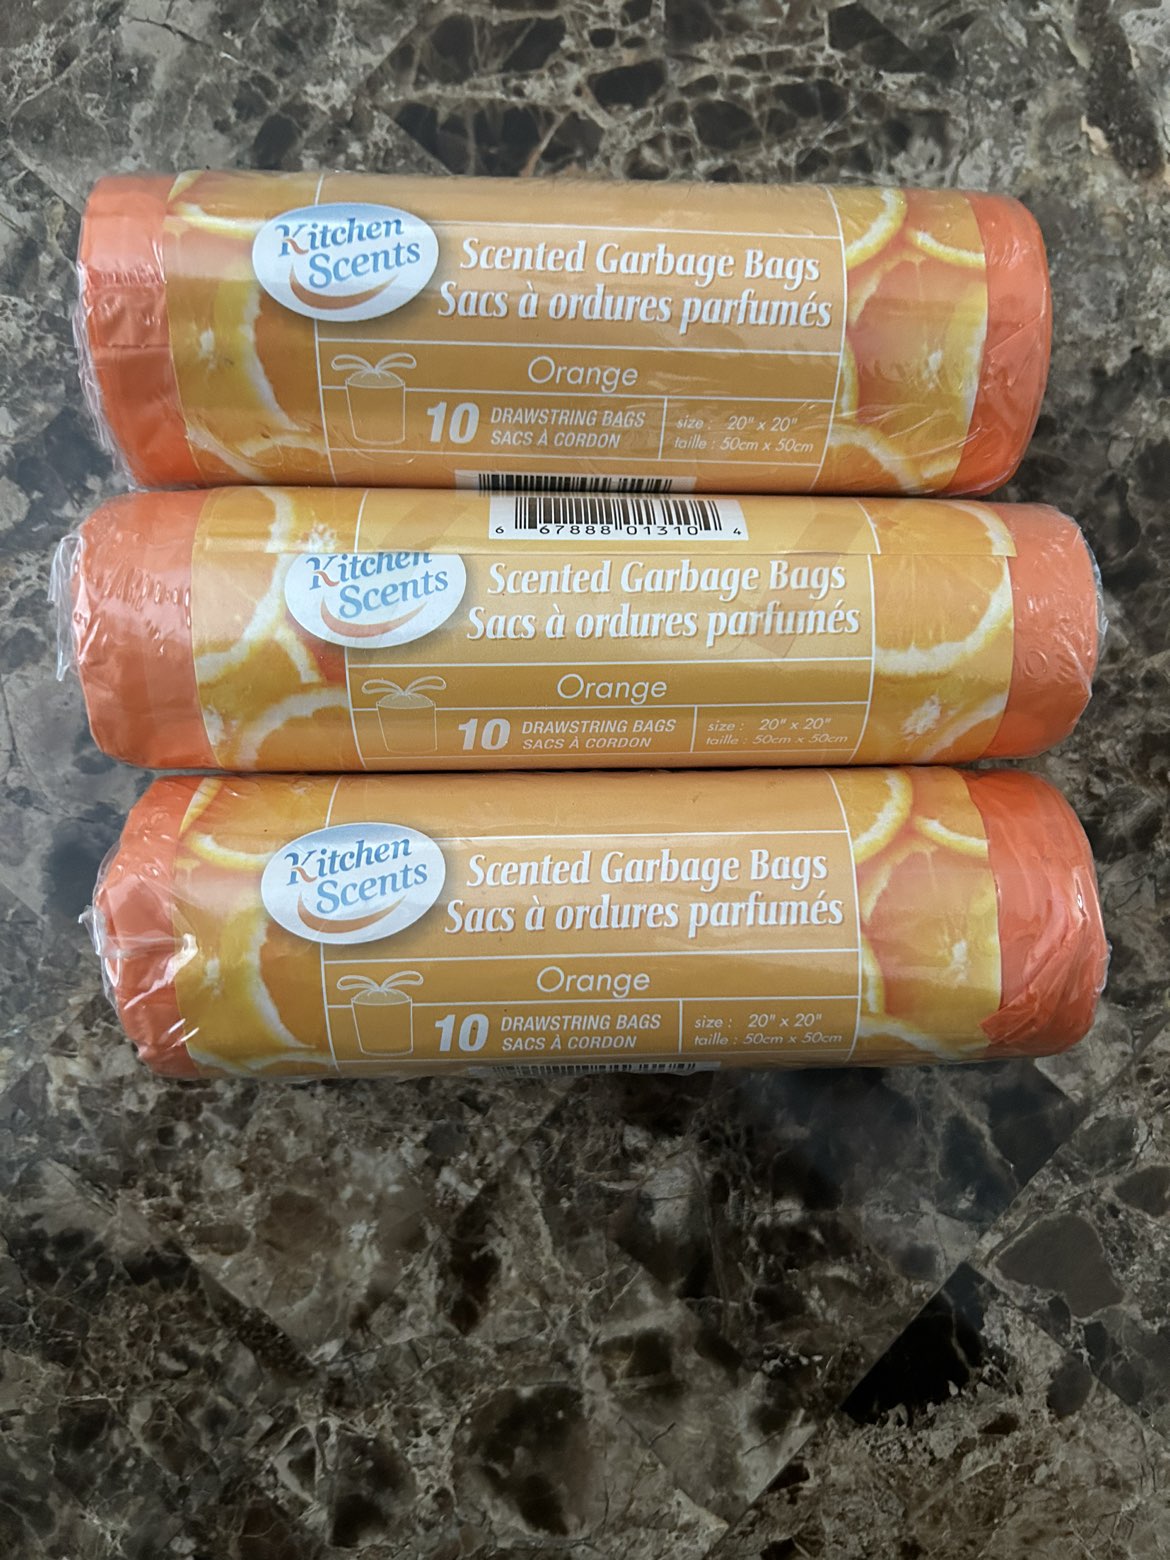 Kitchen
Scents
Scented Garbage Bags
Sacs à ordures parfumés
Orange
10 DRAWSTRING BAGS
SACS À CORDON
size : 20" x 20"
taille : 50cm x 50cm
6 67888 01310 4
Kitchen
Scents
Scented Garbage Bags
Sacs à ordures parfumés
Orange
10 DRAWSTRING BAGS
SACS À CORDON
size : 20" x 20"
taille : 50cm x 50cm
Kitchen
Scents
Scented Garbage Bags
Sacs à ordures parfumés
Orange
10 DRAWSTRING BAGS
SACS À CORDON
size : 20" x 20"
taille : 50cm x 50cm